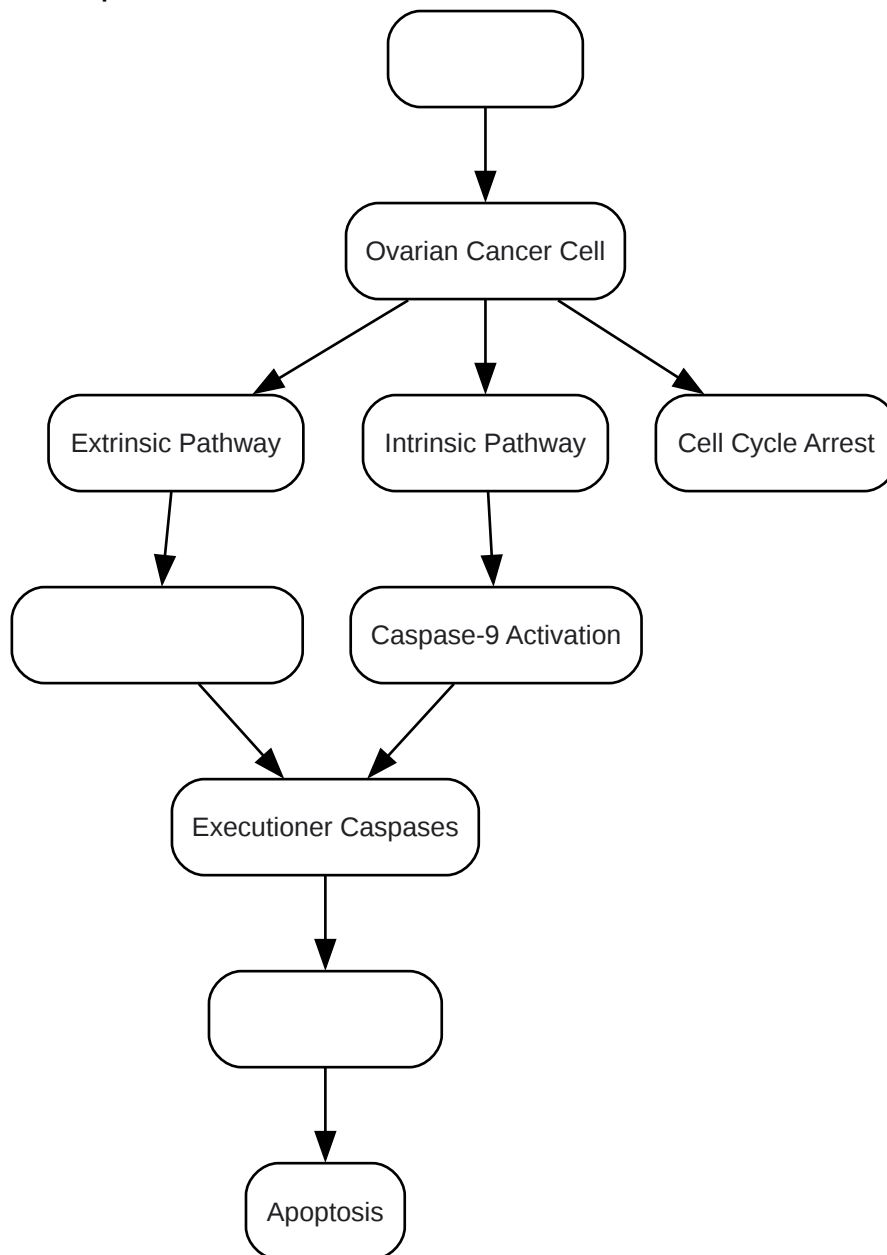 Ovarian Cancer Cell
Extrinsic Pathway
Intrinsic Pathway
Cell Cycle Arrest
Caspase-9 Activation
Executioner Caspases
Apoptosis